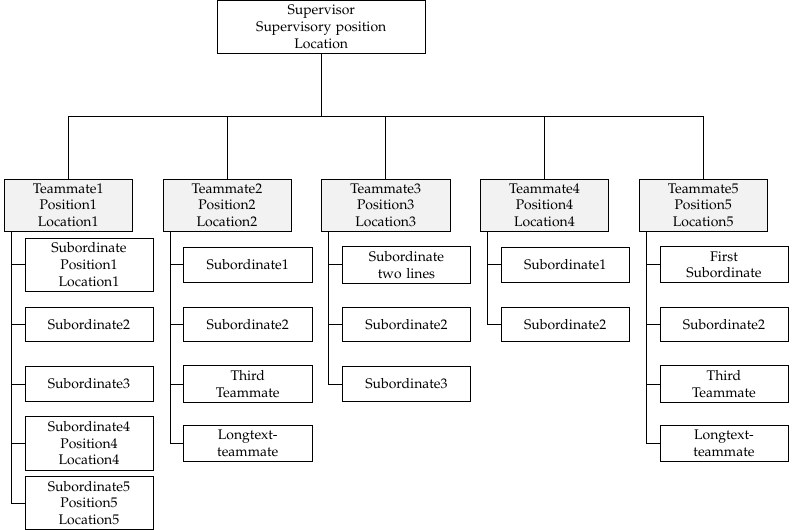 Supervisor
Supervisory position
Location
Teammate1
Position1
Location1
Teammate2
Position2
Location2
Teammate3
Position3
Location3
Teammate4
Position4
Location4
Teammate5
Position5
Location5
Subordinate
Position1
Location1
Subordinate2
Subordinate3
Subordinate4
Position4
Location4
Subordinate5
Position5
Location5
Subordinate1
Subordinate2
Third
Teammate
Longtext-
teammate
Subordinate
two lines
Subordinate2
Subordinate3
Subordinate1
Subordinate2
First
Subordinate
Subordinate2
Third
Teammate
Longtext-
teammate